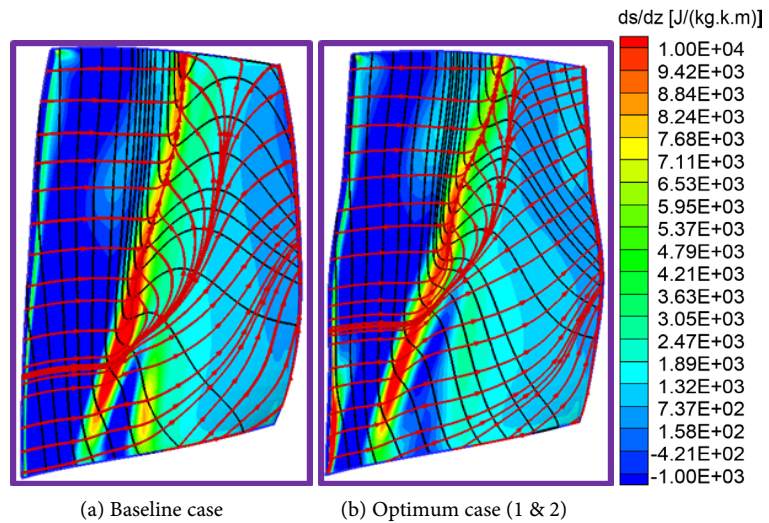 ds/dz [J/(kg.k.m)]
1.00E+04
9.42E+03
8.84E+03
8.24E+03
7.68E+03
7.11E+03
6.53E+03
5.95E+03
5.37E+03
4.79E+03
4.21E+03
3.63E+03
3.05E+03
2.47E+03
1.89E+03
1.32E+03
7.37E+02
1.58E+02
-4.21E+02
-1.00E+03
(a) Baseline case
(b) Optimum case (1 & 2)